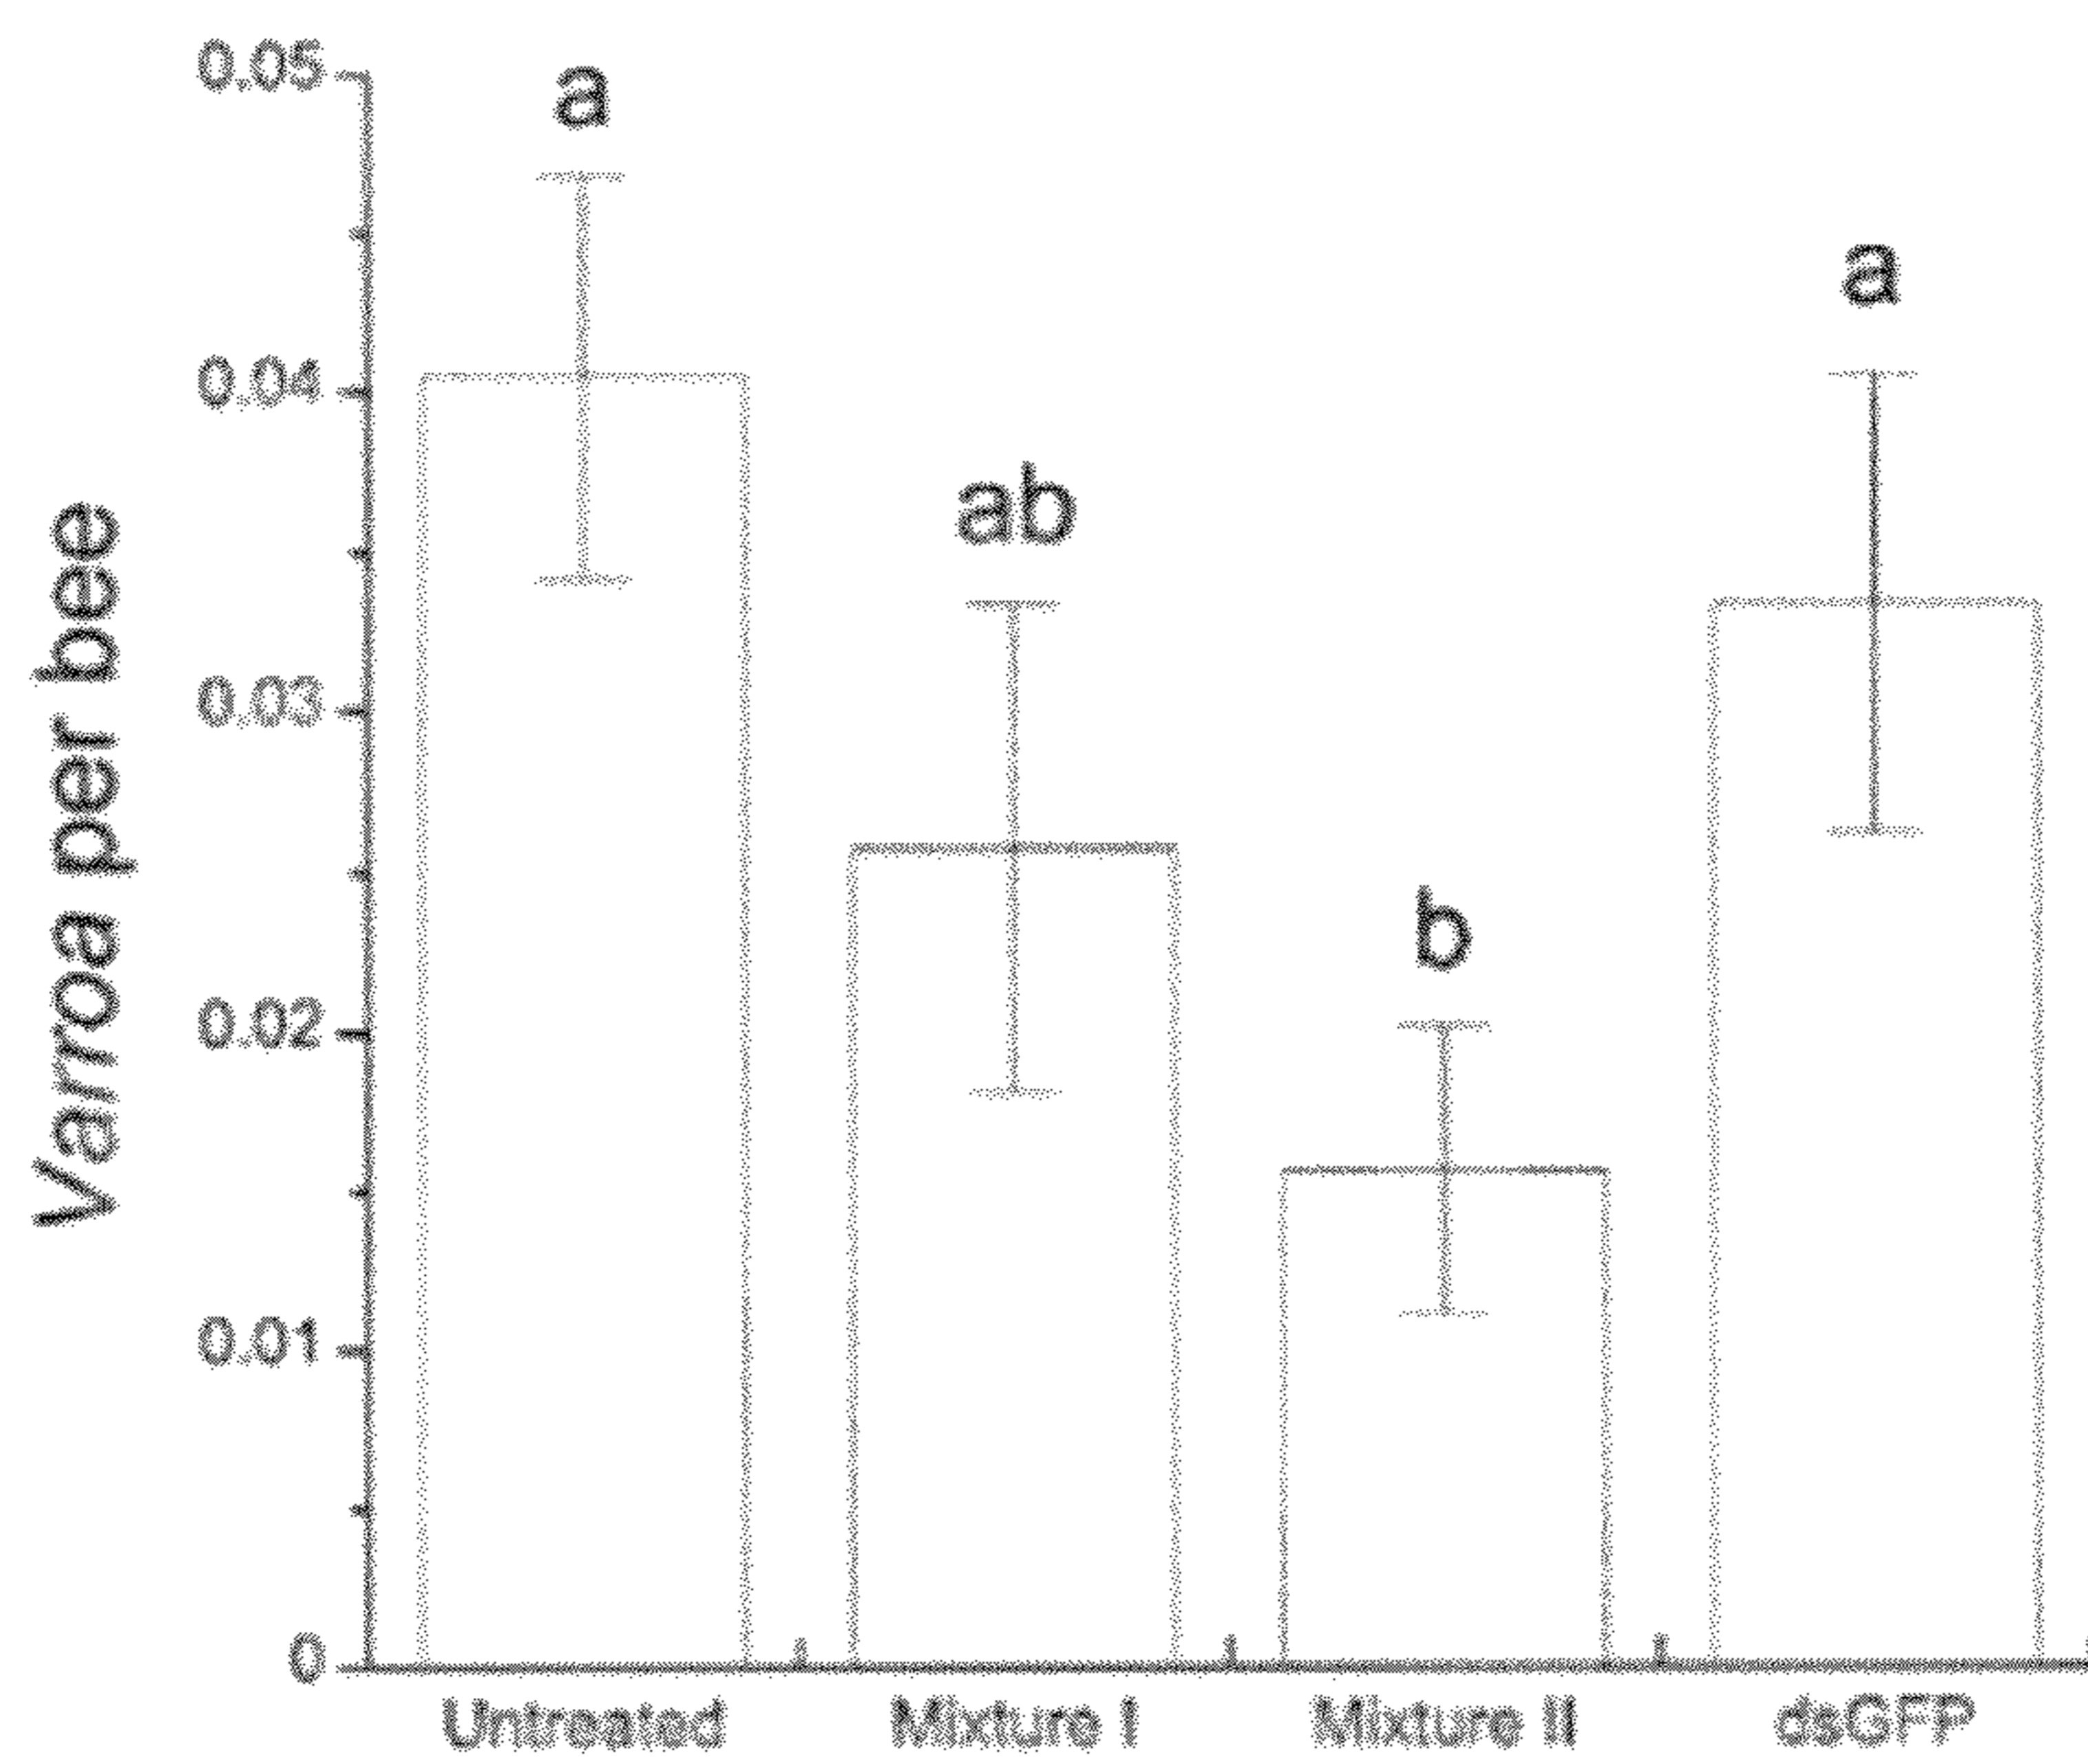 0.05
0.04
0.03
0.02
0.01
0
Varroa per bee
a
ab
b
a
Untreated
Mixture I
Mixture II
dsGFP